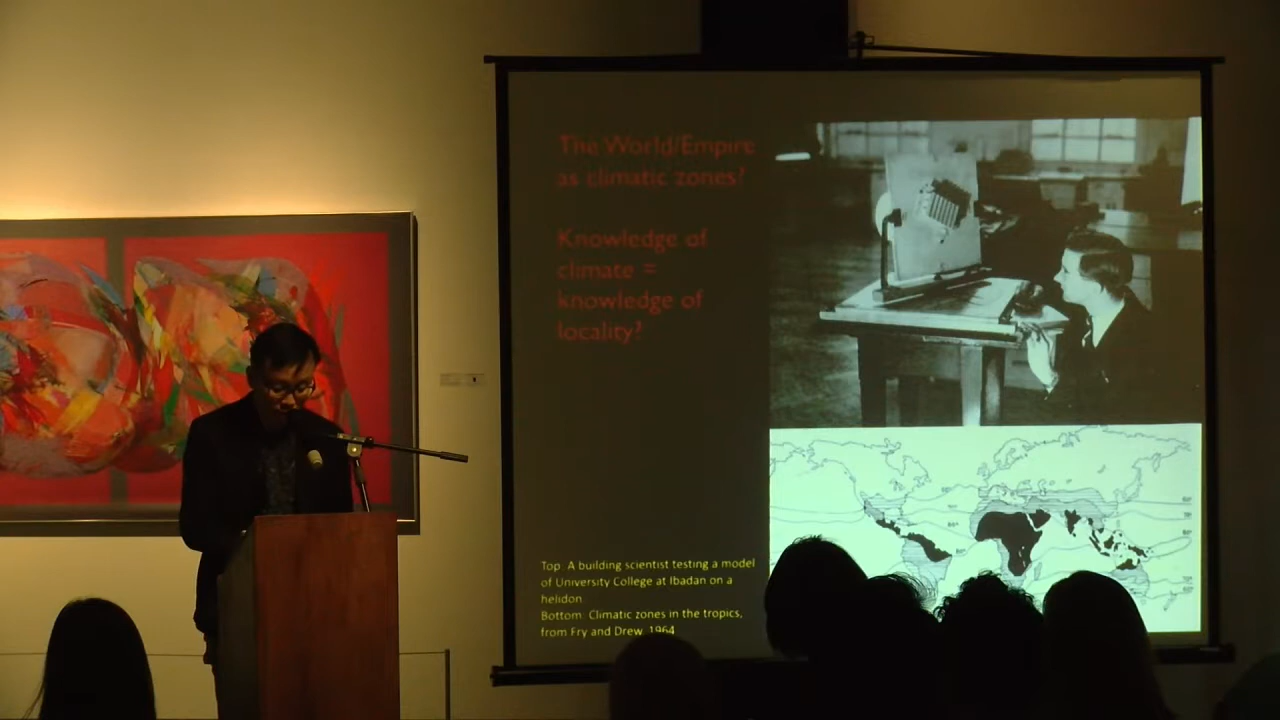 The World/Empire
as climatic zones?
Knowledge of
climate =
knowledge of
locality?
Top: A building scientist testing a model
of University College at Ibadan on a
helidon
Bottom: Climatic zones in the tropics,
from Fry and Drew, 1964